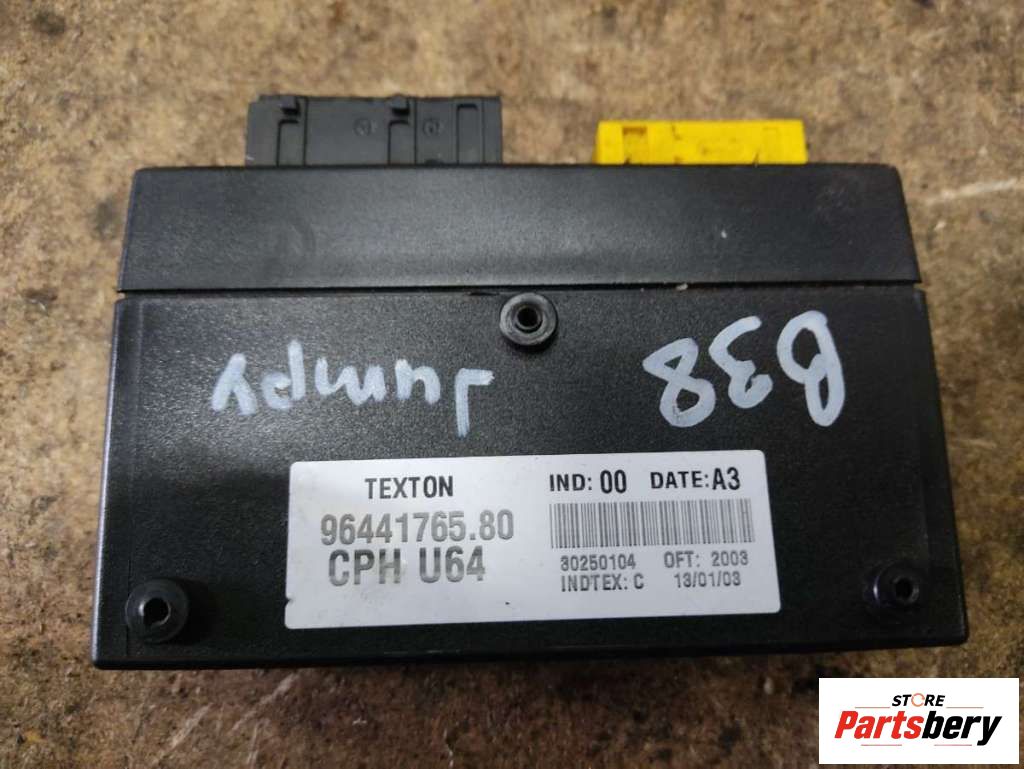 B38
Jumpy
TEXTON
96441765.80
CPH U64
IND: 00 DATE: A3
30250104 OFT: 2003
INDTEX: C 13/01/03
STORE
Partsbery